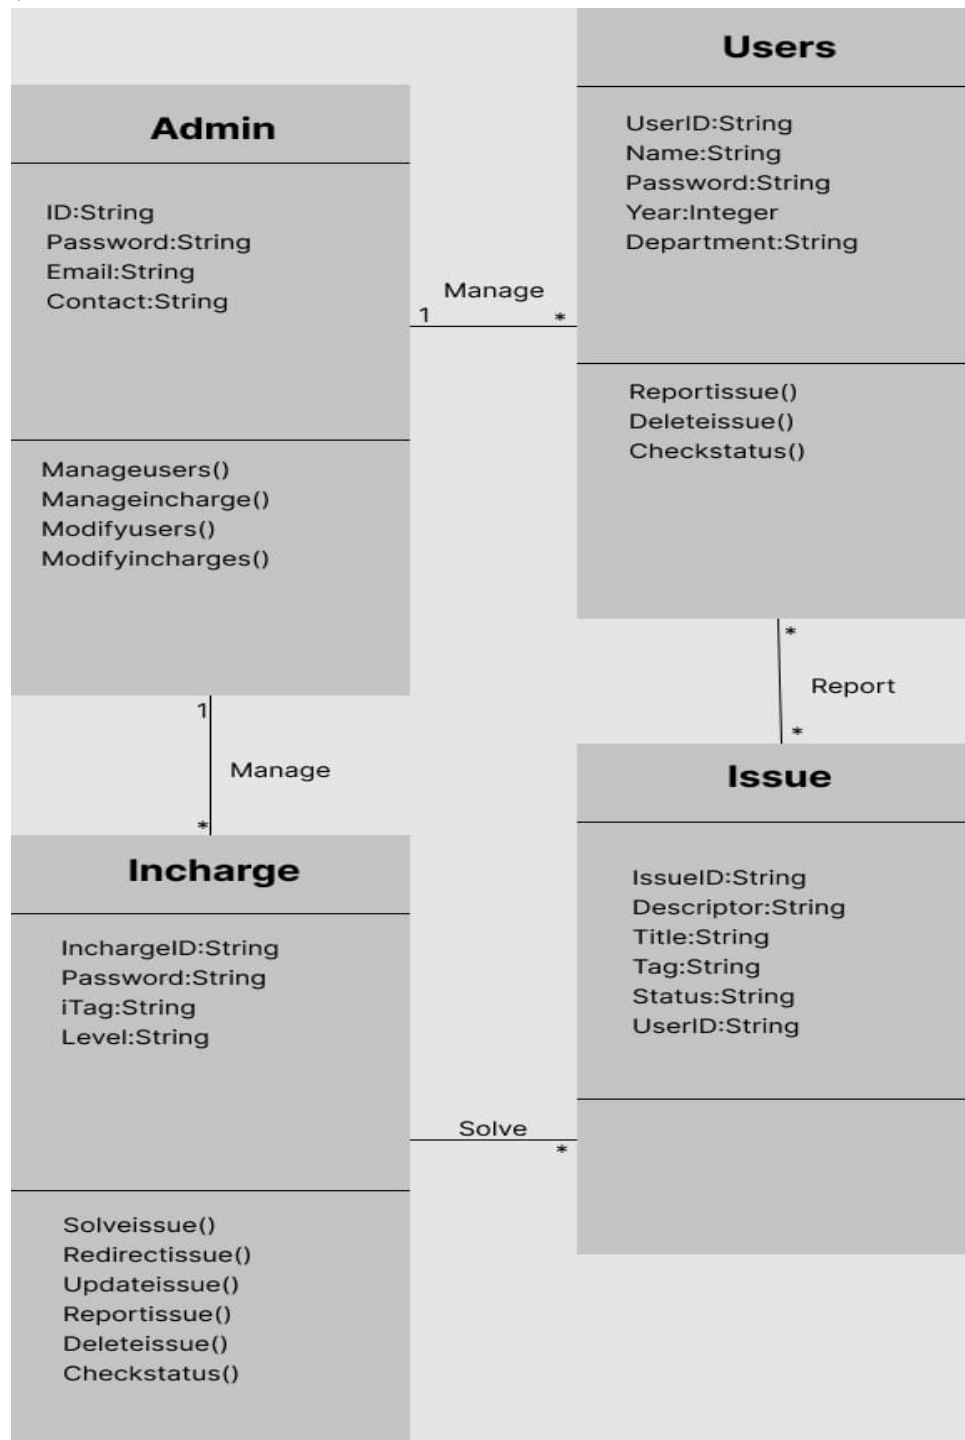 Users
UserID:String
Name:String
Password:String
Year:Integer
Department:String
Reportissue()
Deleteissue()
Checkstatus()
Admin
ID:String
Password:String
Email:String
Contact:String
Manageusers()
Manageincharge()
Modifyusers()
Modifyincharges()
Manage
1 *
*
Report
*
1
Manage
*
Incharge
InchargeID:String
Password:String
iTag:String
Level:String
Solveissue()
Redirectissue()
Updateissue()
Reportissue()
Deleteissue()
Checkstatus()
Solve
*
Issue
IssueID:String
Descriptor:String
Title:String
Tag:String
Status:String
UserID:String